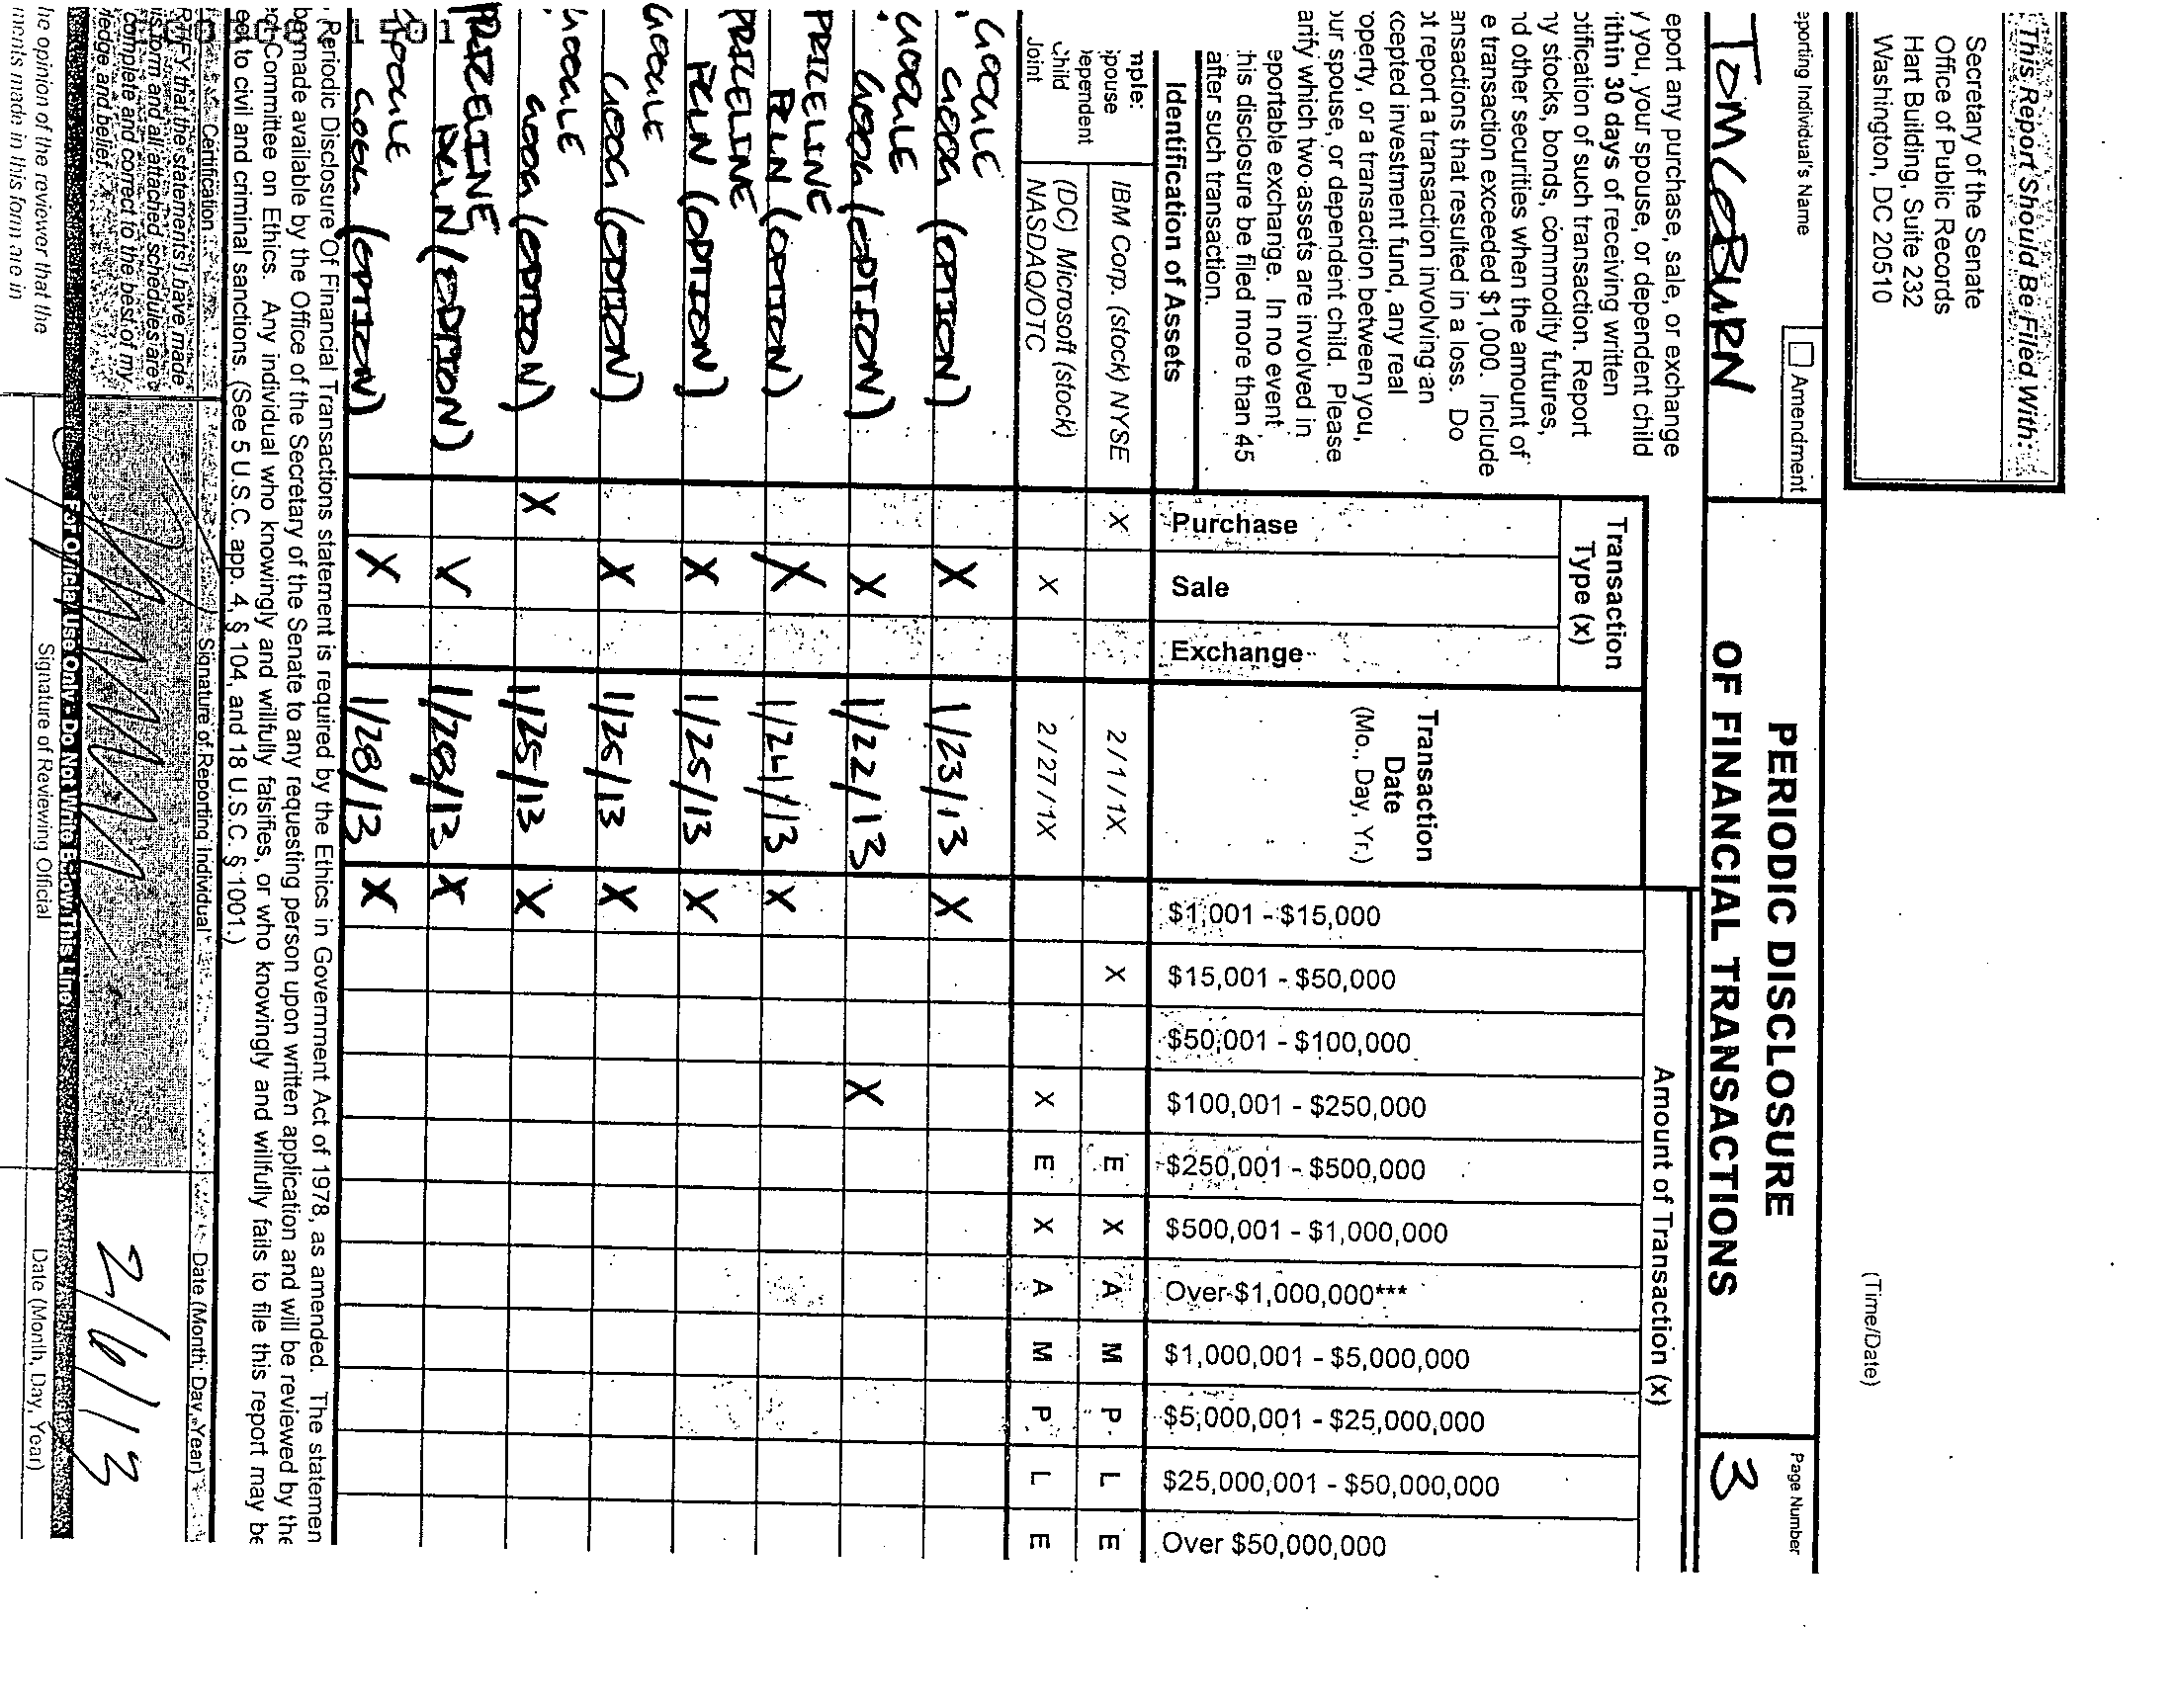 This Report Should Be Filed With:
Secretary of the Senate
Office of Public Records
Hart Building, Suite 232
Washington, DC 20510
(Time/Date)
eporting Individual's Name
Amendment
TOM COBURN
PERIODIC DISCLOSURE
OF FINANCIAL TRANSACTIONS
Page Number
3
eport any purchase, sale, or exchange
y you, your spouse, or dependent child
ithin 30 days of receiving written
otification of such transaction. Report
ny stocks, bonds, commodity futures,
nd other securities when the amount of
e transaction exceeded $1,000. Include
ansactions that resulted in a loss. Do
ot report a transaction involving an
xcepted investment fund, any real
operty, or a transaction between you,
our spouse, or dependent child. Please
arify which two assets are involved in
eportable exchange. In no event
his disclosure be filed more than 45
after such transaction.
Identification of Assets
Transaction
Type (x)
Purchase
Sale
Exchange
Transaction
Date
(Mo., Day, Yr.)
Amount of Transaction (x)
$1,001 - $15,000
$15,001 - $50,000
$50,001 - $100,000
$100,001 - $250,000
$250,001 - $500,000
$500,001 - $1,000,000
Over $1,000,000***
$1,000,001 - $5,000,000
$5,000,001 - $25,000,000
$25,000,001 - $50,000,000
Over $50,000,000
mple:
pouse
ependent
Child
Joint
IBM Corp. (stock) NYSE X 2/1/1X X E X A M P L E
(DC) Microsoft (stock) NASDAQ/OTC X 2/27/1X X E X A M P L E
GOOGLE
GOOG (OPTION) X 1/23/13 X
GOOGLE
GOOG (OPTION) X 1/22/13 X
PRICELINE
PCLN (OPTION) X 1/24/13 X
PRICELINE
PCLN (OPTION) X 1/25/13 X
GOOGLE
GOOG (OPTION) X 1/25/13 X
GOOGLE
GOOG (OPTION) X 1/25/13 X
PRICELINE
PCLN (OPTION) X 1/28/13 X
GOOGLE
GOOG (OPTION) X 1/28/13 X
Periodic Disclosure Of Financial Transactions statement is required by the Ethics in Government Act of 1978, as amended. The statemen
be made available by the Office of the Secretary of the Senate to any requesting person upon written application and will be reviewed by the
ect Committee on Ethics. Any individual who knowingly and willfully falsifies, or who knowingly and willfully fails to file this report may be
ect to civil and criminal sanctions. (See 5 U.S.C. app. 4, § 104, and 18 U.S.C. § 1001.)
Certification
Signature of Reporting Individual
Date (Month, Day, Year)
RTIFY that the statements I have made
is form and all attached schedules are
complete and correct to the best of my
ledge and belief.
2/6/13
For Official Use Only - Do Not Write Below This Line
he opinion of the reviewer that the
ments made in this form are in
Signature of Reviewing Official
Date (Month, Day, Year)